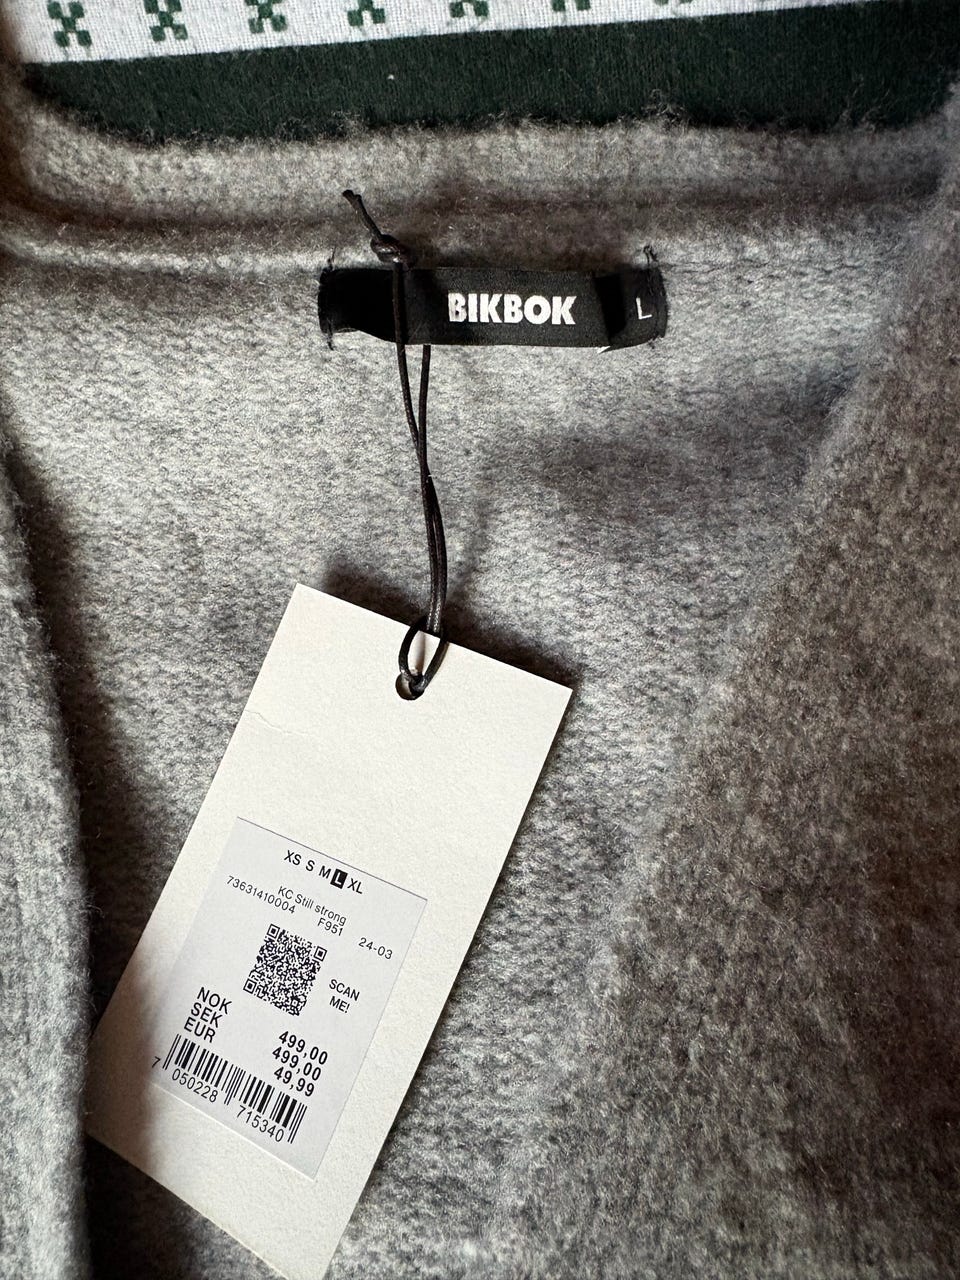 BIKBOK L
XS S M L XL
KC Still strong
73631410004 F951 24-03
SCAN
ME!
NOK 499,00
SEK 499,00
EUR 49,99
7 050228 715340